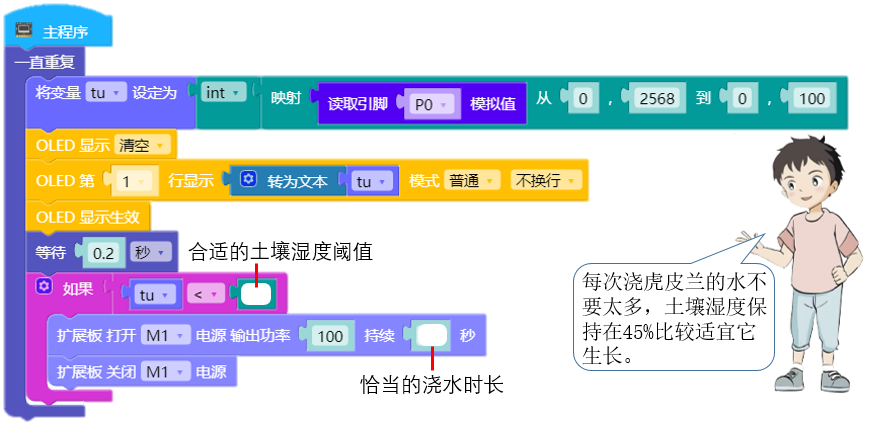 主程序
一直重复
将变量 tu 设定为 int 映射 读取引脚 P0 模拟值 从 0 , 2568 到 0 , 100
OLED 显示 清空
OLED 第 1 行显示 转为文本 tu 模式 普通 不换行
OLED 显示生效
等待 0.2 秒
合适的土壤湿度阈值
如果 tu <
扩展板 打开 M1 电源 输出功率 100 持续 秒
扩展板 关闭 M1 电源
恰当的浇水时长
每次浇虎皮兰的水不
要太多，土壤湿度保
持在45%比较适宜它
生长。